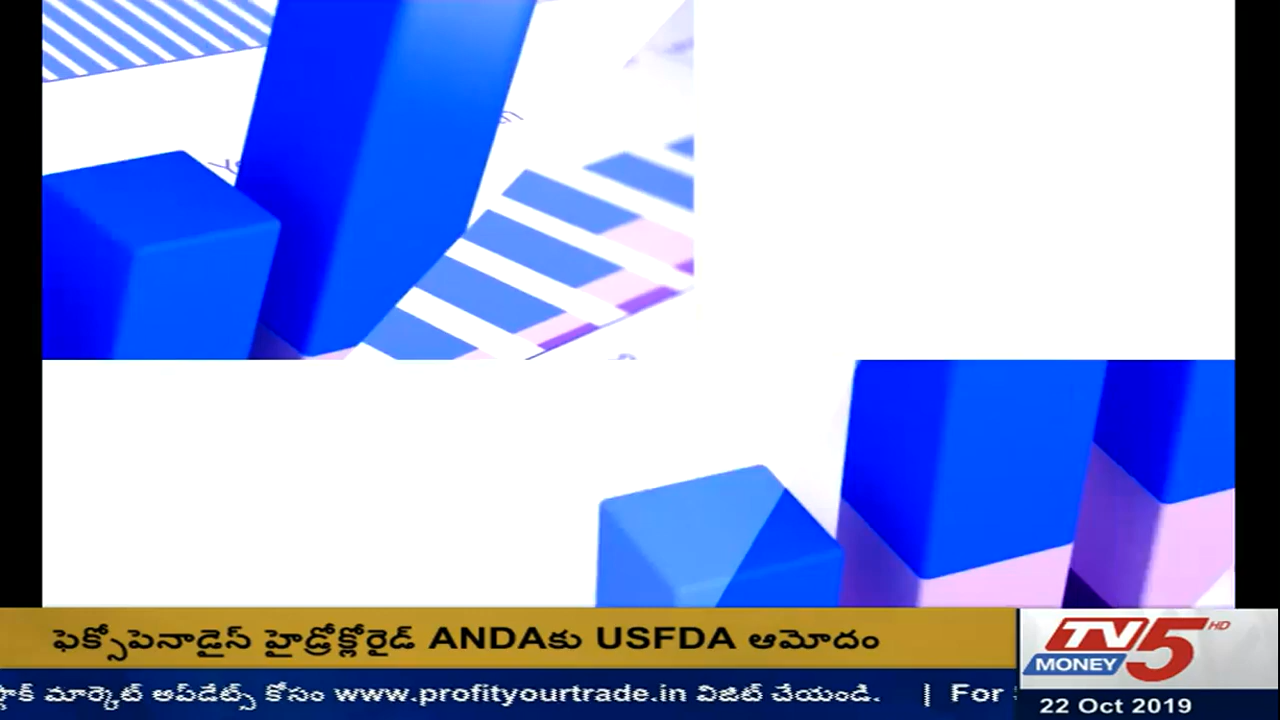 ఫెక్సోపెనాడైన్ హైడ్రోక్లోరైడ్ ANDAకు USFDA ఆమోదం
TV5 HD
MONEY
మార్కెట్ అప్‌డేట్స్ కోసం www.profityourtrade.in విజిట్ చేయండి. | For
22 Oct 2019